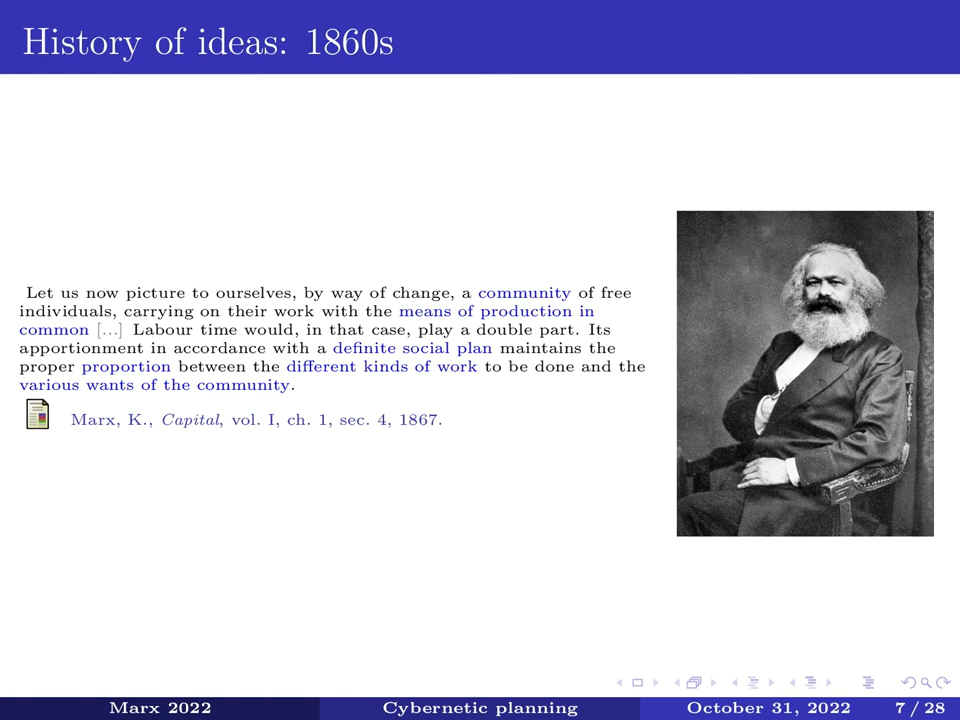 History of ideas: 1860s
Let us now picture to ourselves, by way of change, a community of free
individuals, carrying on their work with the means of production in
common [...] Labour time would, in that case, play a double part. Its
apportionment in accordance with a definite social plan maintains the
proper proportion between the different kinds of work to be done and the
various wants of the community.
Marx, K., Capital, vol. I, ch. 1, sec. 4, 1867.
Marx 2022 Cybernetic planning October 31, 2022 7 / 28